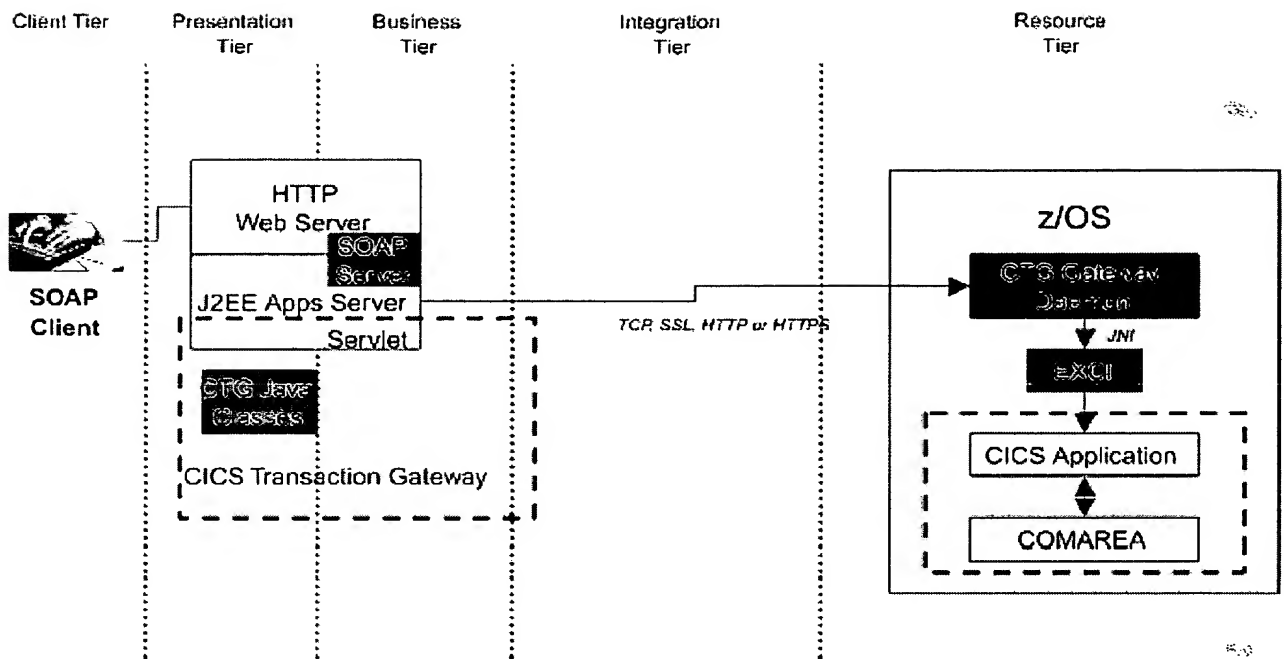 Client Tier
Presentation
Tier
Business
Tier
Integration
Tier
Resource
Tier
HTTP
Web Server
SOAP
Server
J2EE Apps Server
Servlet
SOAP
Client
TCP, SSL, HTTP or HTTPS
CTG Java
Classes
CICS Transaction Gateway
z/OS
CTG Gateway
Daemon
JNI
EXCI
CICS Application
COMAREA